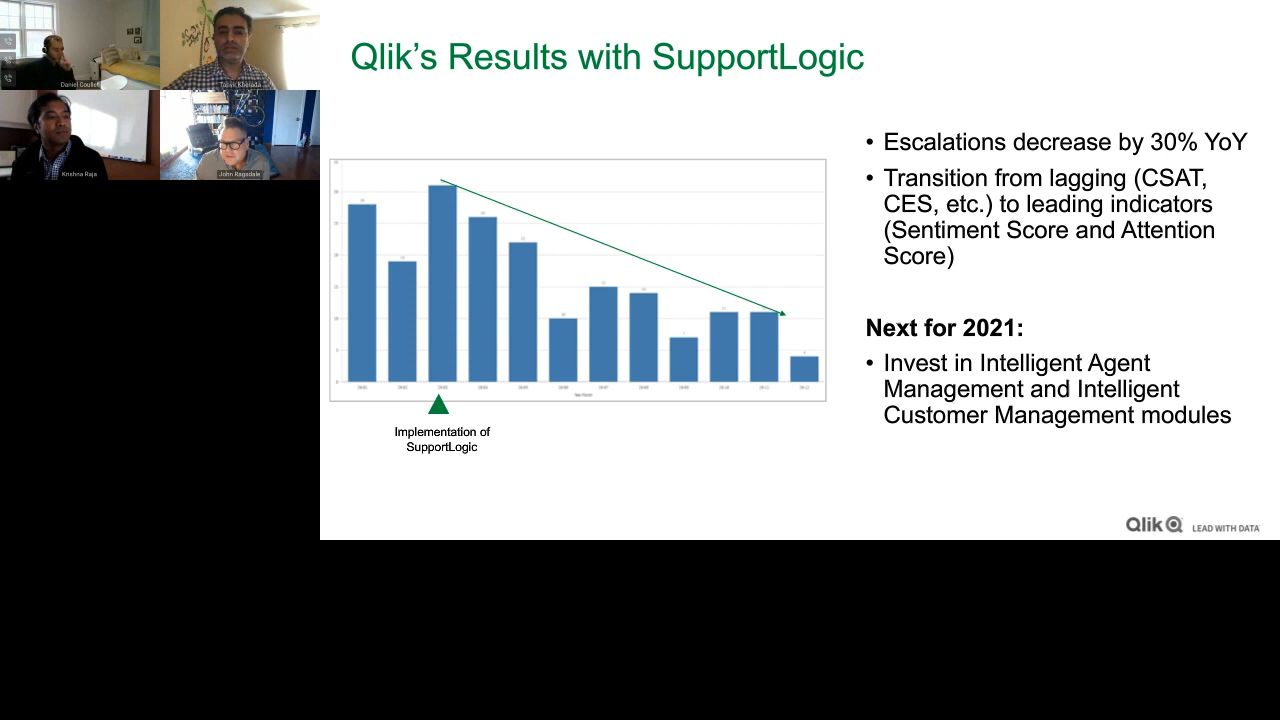 Daniel Coullet
Krishna Raja
John Ragsdale
Qlik’s Results with SupportLogic
• Escalations decrease by 30% YoY
• Transition from lagging (CSAT,
CES, etc.) to leading indicators
(Sentiment Score and Attention
Score)
Next for 2021:
• Invest in Intelligent Agent
Management and Intelligent
Customer Management modules
Implementation of
SupportLogic
Qlik
LEAD WITH DATA